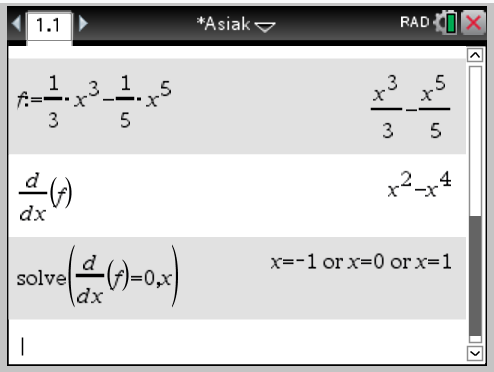 1.1 *Asiak RAD
f:=1/3·x^3−1/5·x^5 x^3/3−x^5/5
d/dx(f) x^2−x^4
solve(d/dx(f)=0,x) x=−1 or x=0 or x=1